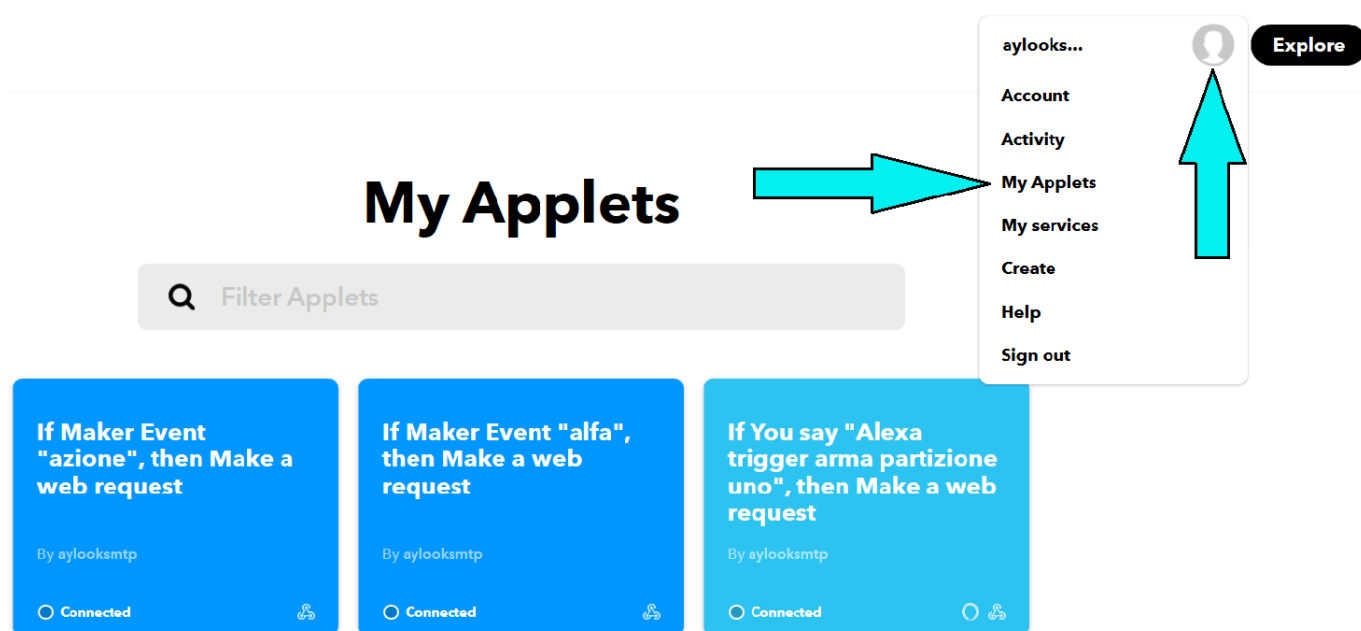 aylooks...
Explore
Account
Activity
My Applets
My services
Create
Help
Sign out
My Applets
Filter Applets
If Maker Event
"azione", then Make a
web request
By aylooksmtp
Connected
If Maker Event "alfa",
then Make a web
request
By aylooksmtp
Connected
If You say "Alexa
trigger arma partizione
uno", then Make a web
request
By aylooksmtp
Connected